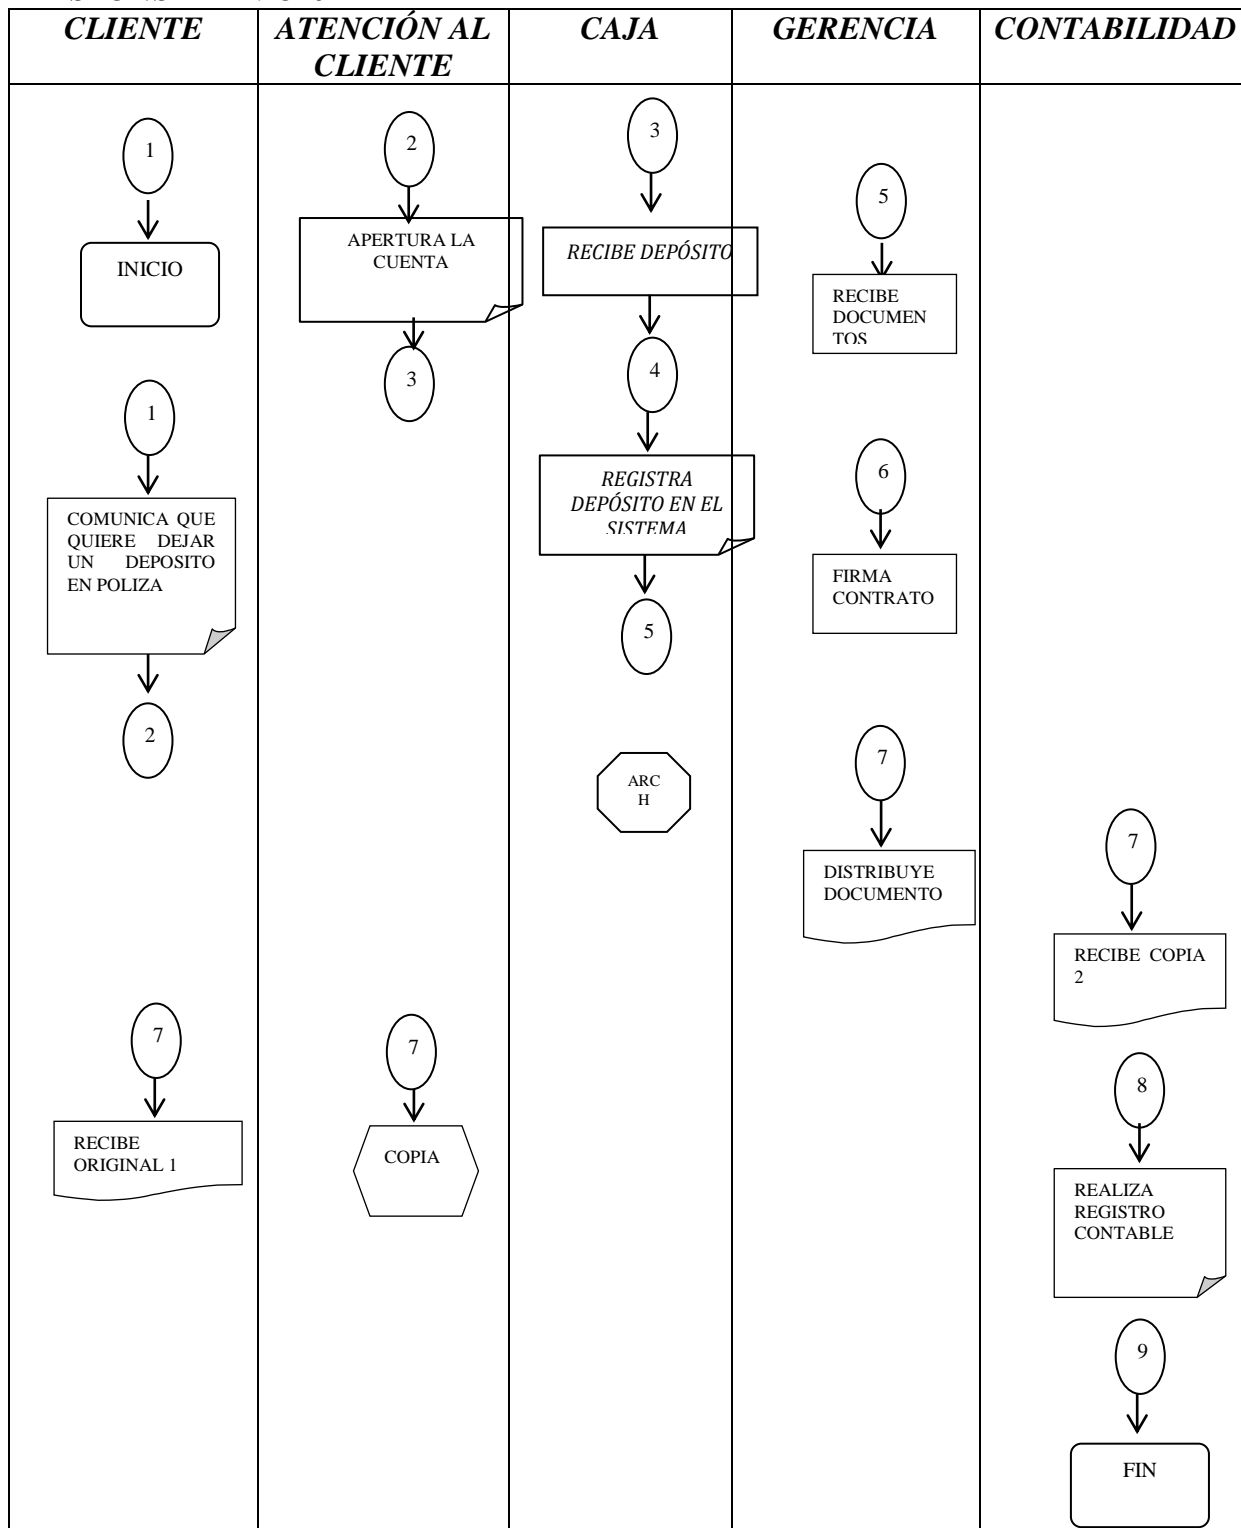 CLIENTE
ATENCIÓN AL
CLIENTE
CAJA
GERENCIA
CONTABILIDAD
1
INICIO
1
COMUNICA QUE
QUIERE DEJAR
UN DEPOSITO
EN POLIZA
2
7
RECIBE
ORIGINAL 1
2
APERTURA LA
CUENTA
3
7
COPIA
3
RECIBE DEPÓSITO
4
REGISTRA
DEPÓSITO EN EL
SISTEMA
5
ARC
H
5
RECIBE
DOCUMEN
TOS
6
FIRMA
CONTRATO
7
DISTRIBUYE
DOCUMENTO
7
RECIBE COPIA
2
8
REALIZA
REGISTRO
CONTABLE
9
FIN